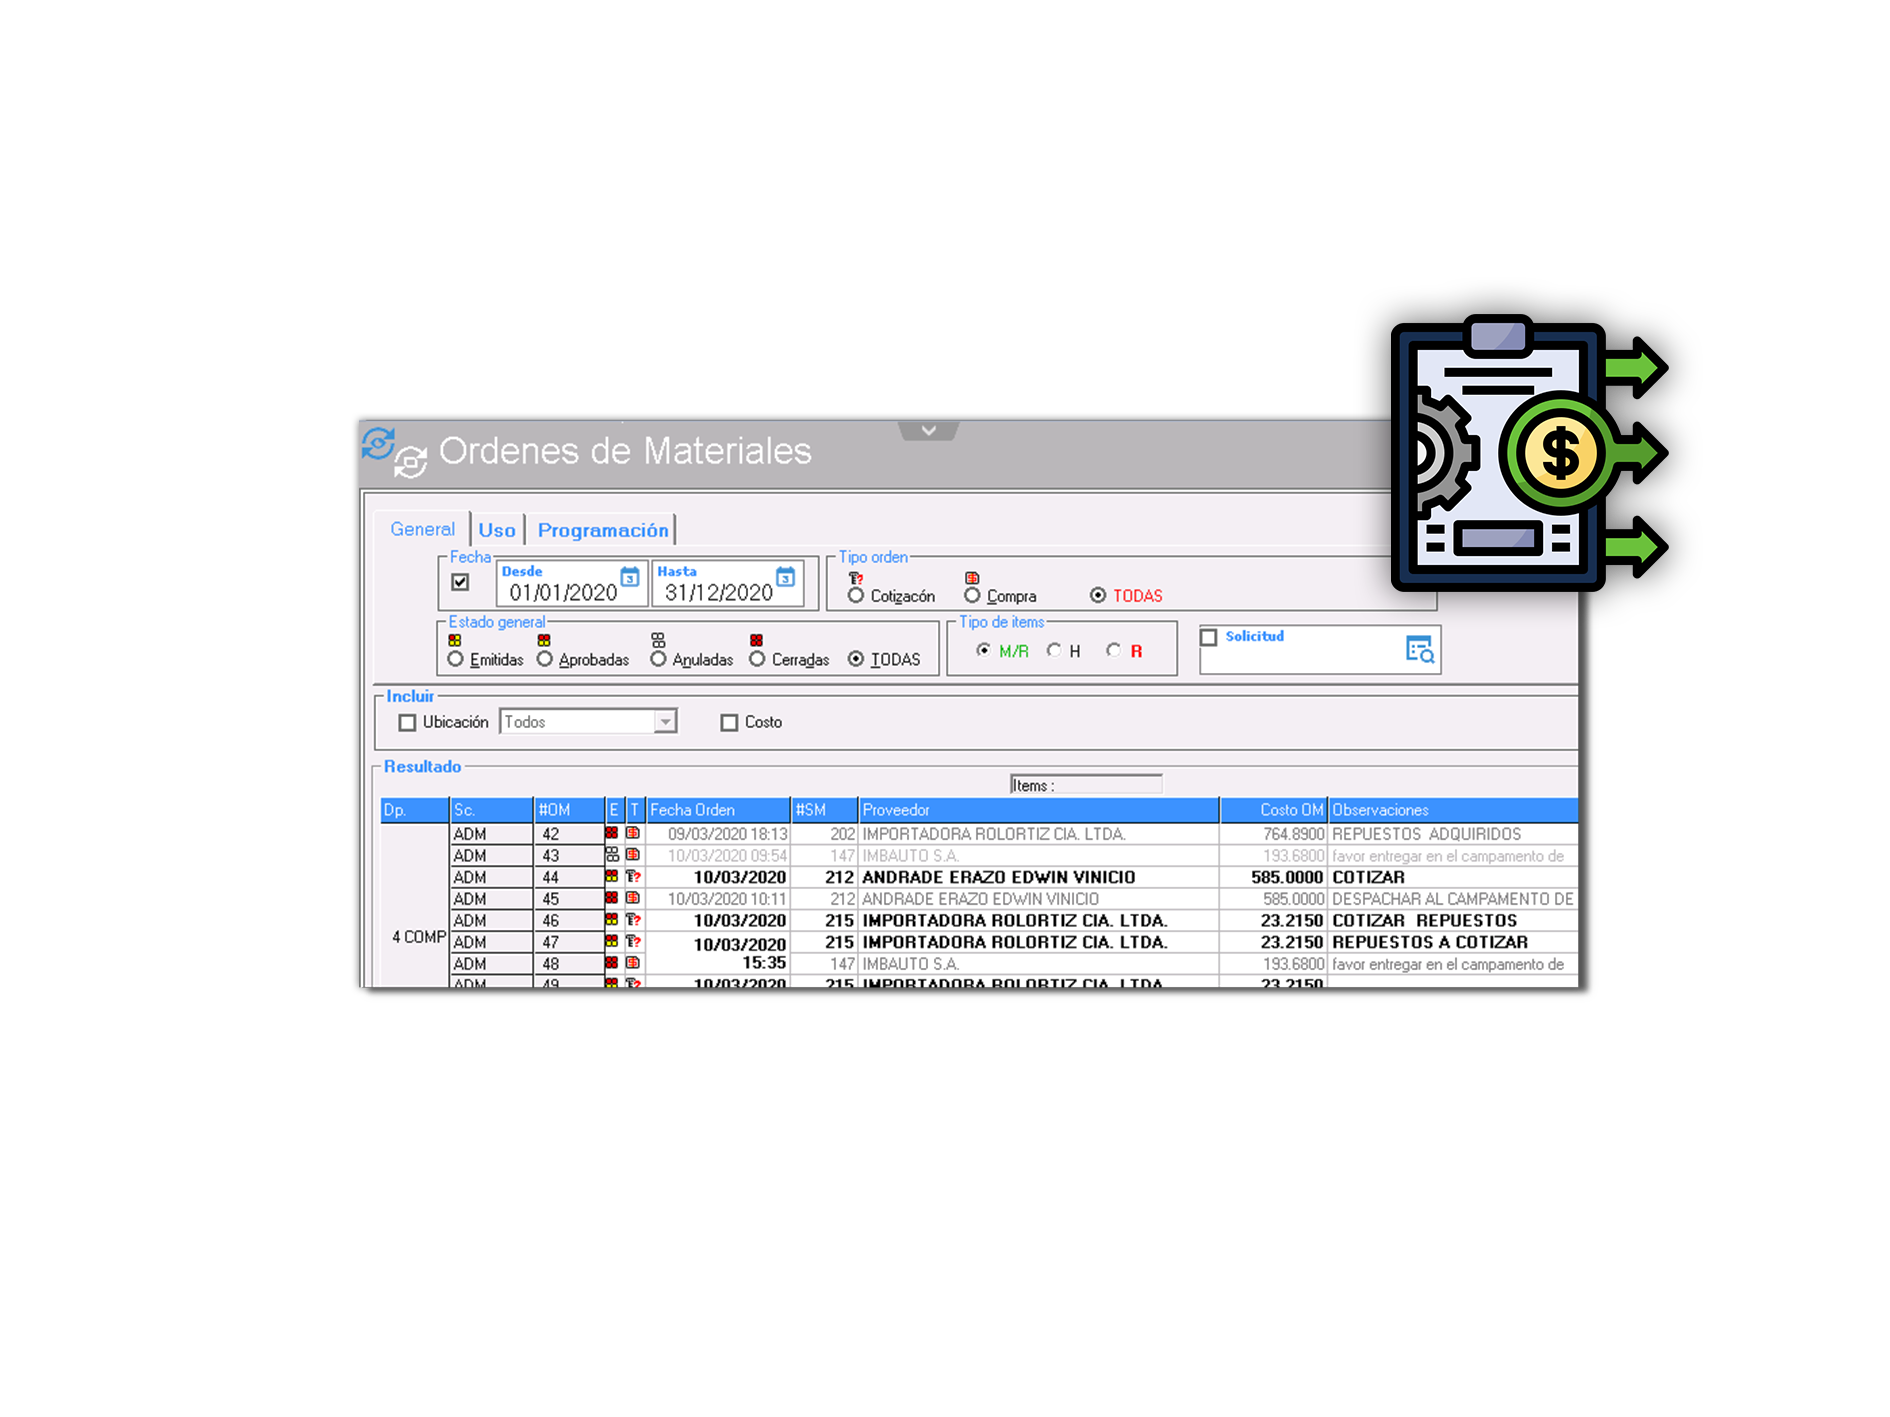 Ordenes de Materiales
General Uso Programación
Fecha Desde 01/01/2020 Hasta 31/12/2020
Tipo orden
Cotizacón Compra TODAS
Estado general
Emitidas Aprobadas Anuladas Cerradas TODAS
Tipo de items
M/R H R
Solicitud
Incluir
Ubicación Todos Costo
Resultado
Items :
Dp. Sc. #OM E T Fecha Orden #SM Proveedor Costo OM Observaciones
4 COMP
ADM 42 09/03/2020 18:13 202 IMPORTADORA ROLORTIZ CIA. LTDA. 764.8900 REPUESTOS ADQUIRIDOS
ADM 43 10/03/2020 09:54 147 IMBAUTO S.A. 193.6800 favor entregar en el campamento de
ADM 44 10/03/2020 212 ANDRADE ERAZO EDWIN VINICIO 585.0000 COTIZAR
ADM 45 10/03/2020 10:11 212 ANDRADE ERAZO EDWIN VINICIO 585.0000 DESPACHAR AL CAMPAMENTO DE
ADM 46 10/03/2020 215 IMPORTADORA ROLORTIZ CIA. LTDA. 23.2150 COTIZAR REPUESTOS
ADM 47 10/03/2020 215 IMPORTADORA ROLORTIZ CIA. LTDA. 23.2150 REPUESTOS A COTIZAR
ADM 48 15:35 147 IMBAUTO S.A. 193.6800 favor entregar en el campamento de
ADM 49 10/03/2020 215 IMPORTADORA ROLORTIZ CIA. LTDA. 23.2150